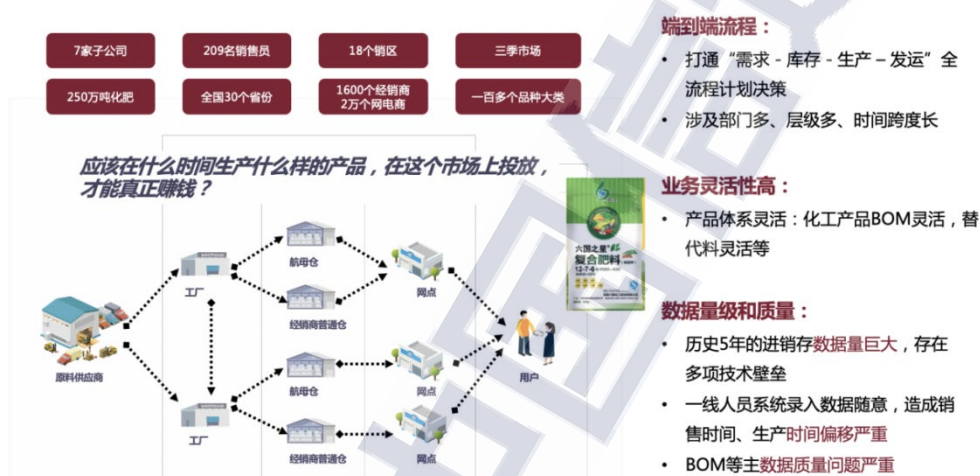 7家子公司
209名销售员
18个销区
三季市场
250万吨化肥
全国30个省份
1600个经销商
2万个网电商
一百多个品种大类
应该在什么时间生产什么样的产品，在这个市场上投放，
才能真正赚钱？
原料供应商
工厂
工厂
航母仓
经销商普通仓
航母仓
经销商普通仓
网点
网点
网点
用户
六国之星
复合肥料
12-7-8
端到端流程：
• 打通“需求 - 库存 - 生产 – 发运”全
流程计划决策
• 涉及部门多、层级多、时间跨度长
业务灵活性高：
• 产品体系灵活：化工产品BOM灵活，替
代料灵活等
数据量级和质量：
• 历史5年的进销存数据量巨大，存在
多项技术壁垒
• 一线人员系统录入数据随意，造成销
售时间、生产时间偏移严重
• BOM等主数据质量问题严重